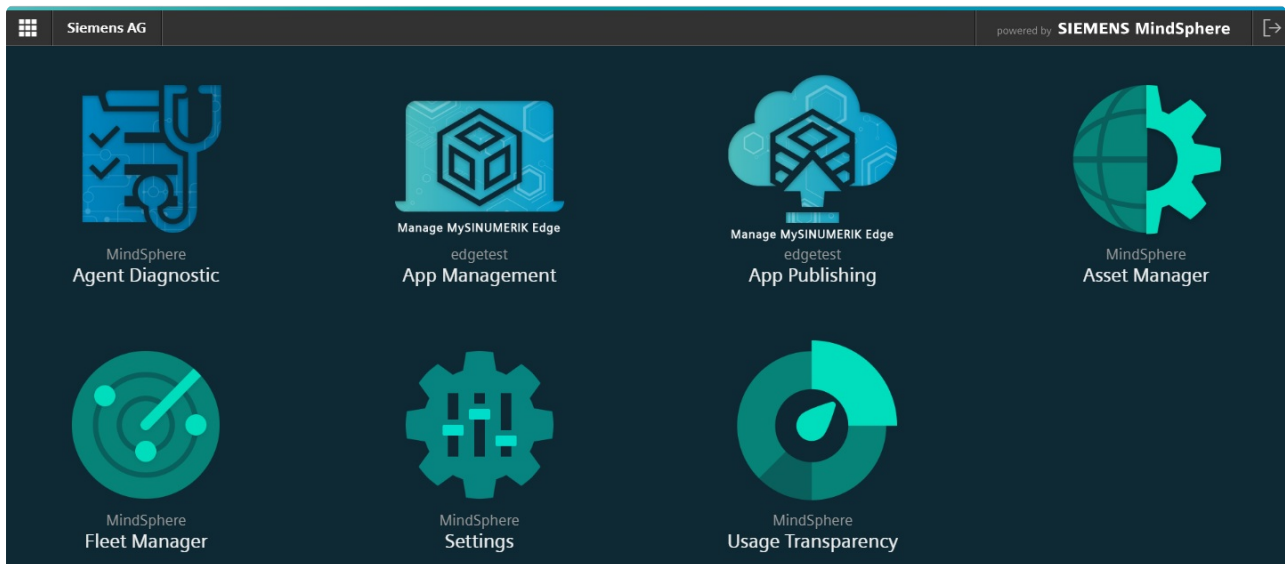 Siemens AG
powered by SIEMENS MindSphere
MindSphere
Agent Diagnostic
Manage MySINUMERIK Edge
edgetest
App Management
Manage MySINUMERIK Edge
edgetest
App Publishing
MindSphere
Asset Manager
MindSphere
Fleet Manager
MindSphere
Settings
MindSphere
Usage Transparency